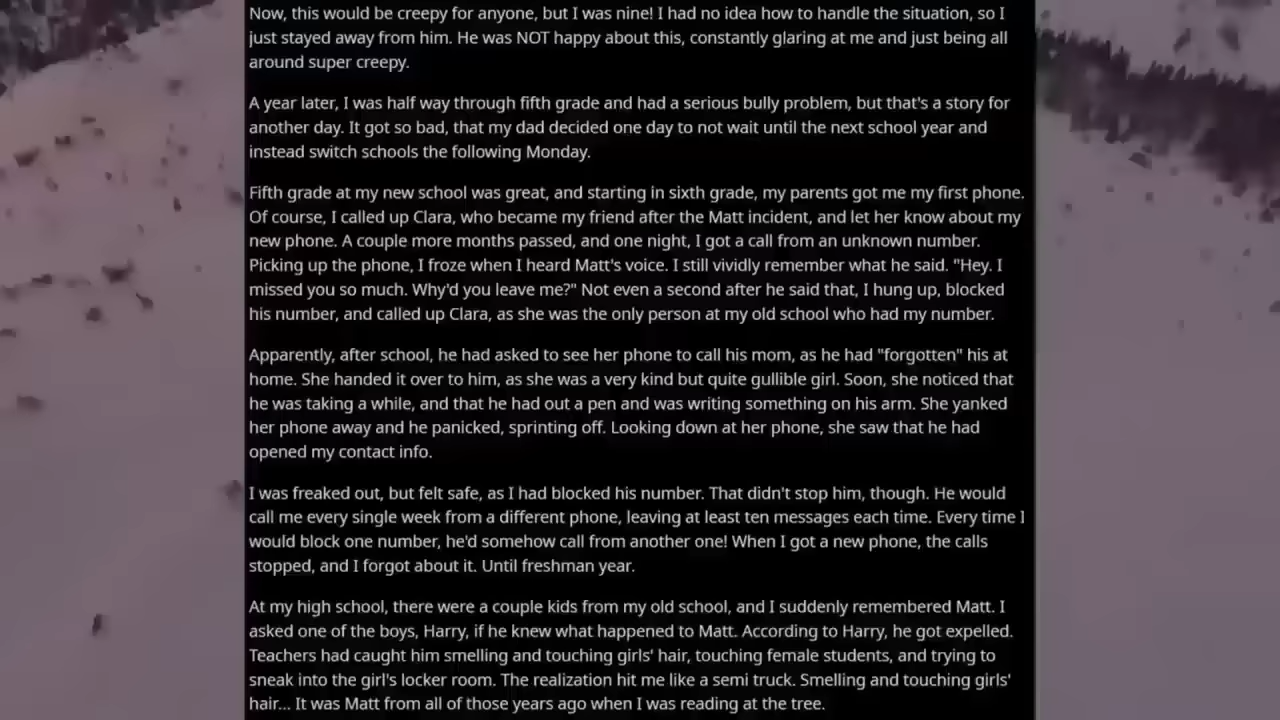 Now, this would be creepy for anyone, but I was nine! I had no idea how to handle the situation, so I
just stayed away from him. He was NOT happy about this, constantly glaring at me and just being all
around super creepy.
A year later, I was half way through fifth grade and had a serious bully problem, but that's a story for
another day. It got so bad, that my dad decided one day to not wait until the next school year and
instead switch schools the following Monday.
Fifth grade at my new school was great, and starting in sixth grade, my parents got me my first phone.
Of course, I called up Clara, who became my friend after the Matt incident, and let her know about my
new phone. A couple more months passed, and one night, I got a call from an unknown number.
Picking up the phone, I froze when I heard Matt's voice. I still vividly remember what he said. "Hey. I
missed you so much. Why'd you leave me?" Not even a second after he said that, I hung up, blocked
his number, and called up Clara, as she was the only person at my old school who had my number.
Apparently, after school, he had asked to see her phone to call his mom, as he had "forgotten" his at
home. She handed it over to him, as she was a very kind but quite gullible girl. Soon, she noticed that
he was taking a while, and that he had out a pen and was writing something on his arm. She yanked
her phone away and he panicked, sprinting off. Looking down at her phone, she saw that he had
opened my contact info.
I was freaked out, but felt safe, as I had blocked his number. That didn't stop him, though. He would
call me every single week from a different phone, leaving at least ten messages each time. Every time I
would block one number, he'd somehow call from another one! When I got a new phone, the calls
stopped, and I forgot about it. Until freshman year.
At my high school, there were a couple kids from my old school, and I suddenly remembered Matt. I
asked one of the boys, Harry, if he knew what happened to Matt. According to Harry, he got expelled.
Teachers had caught him smelling and touching girls' hair, touching female students, and trying to
sneak into the girl's locker room. The realization hit me like a semi truck. Smelling and touching girls'
hair... It was Matt from all of those years ago when I was reading at the tree.